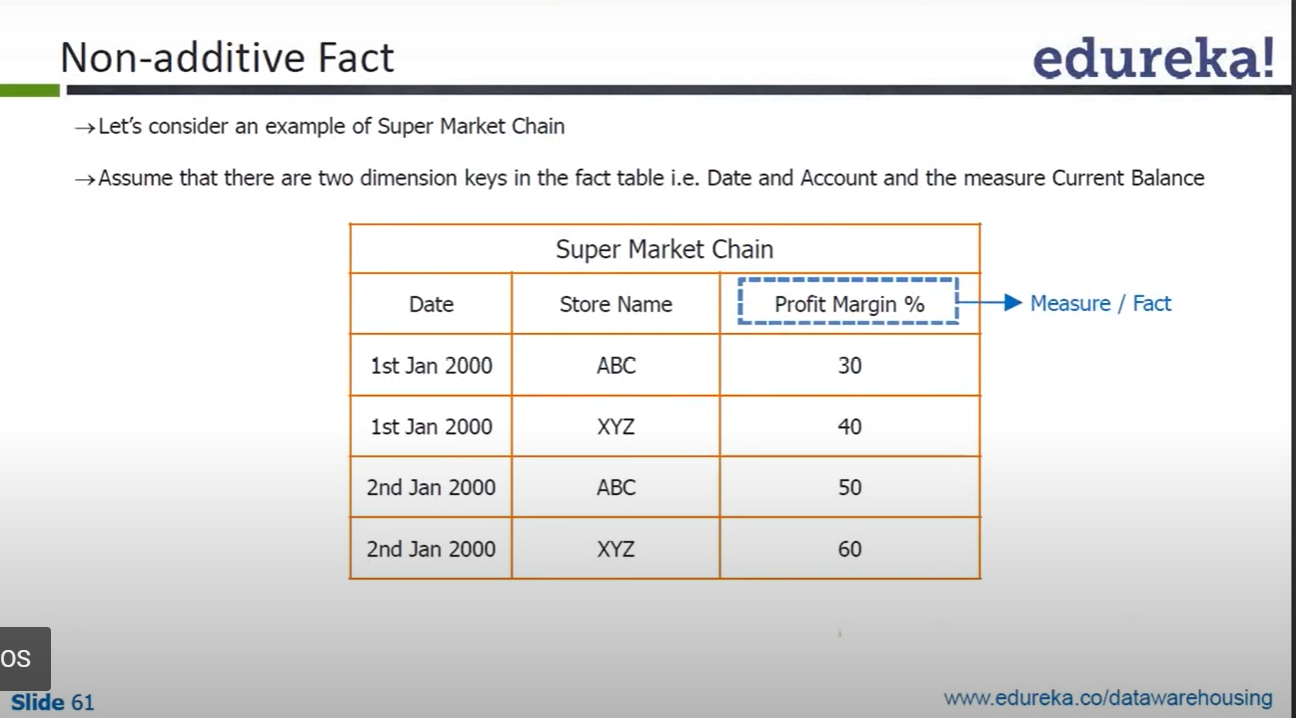 Non-additive Fact
edureka!
→Let's consider an example of Super Market Chain
→Assume that there are two dimension keys in the fact table i.e. Date and Account and the measure Current Balance
Super Market Chain
Date Store Name Profit Margin % Measure / Fact
1st Jan 2000 ABC 30
1st Jan 2000 XYZ 40
2nd Jan 2000 ABC 50
2nd Jan 2000 XYZ 60
os
Slide 61
www.edureka.co/datawarehousing